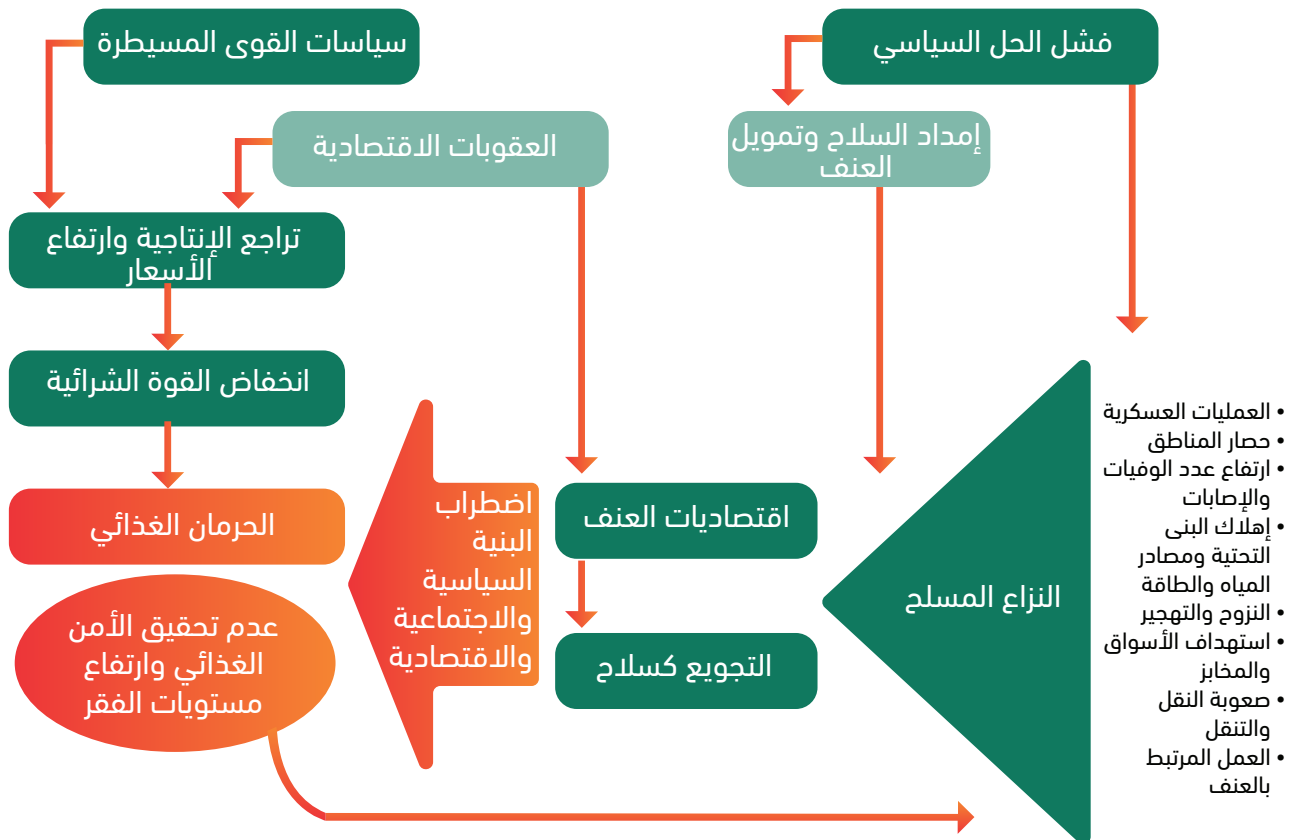 فشل الحل السياسي
سياسات القوى المسيطرة
إمداد السلاح وتمويل
العنف
العقوبات الاقتصادية
تراجع الإنتاجية وارتفاع
الأسعار
انخفاض القوة الشرائية
الحرمان الغذائي
عدم تحقيق الأمن
الغذائي وارتفاع
مستويات الفقر
اضطراب
البنية
السياسية
والاجتماعية
والاقتصادية
اقتصاديات العنف
التجويع كسلاح
النزاع المسلح
• العمليات العسكرية
• حصار المناطق
• ارتفاع عدد الوفيات
والإصابات
• إهلاك البنى
التحتية ومصادر
المياه والطاقة
• النزوح والتهجير
• استهداف الأسواق
والمخابز
• صعوبة النقل
والتنقل
• العمل المرتبط
بالعنف